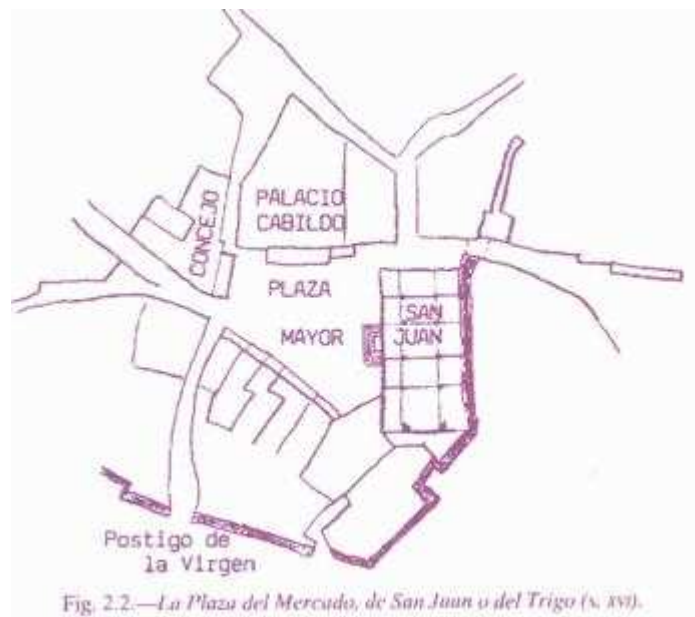 CONCEJO
PALACIO
CABILDO
PLAZA
MAYOR
SAN
JUAN
Postigo de
la Virgen
Fig. 2.2.—La Plaza del Mercado, de San Juan o del Trigo (s. XVI).